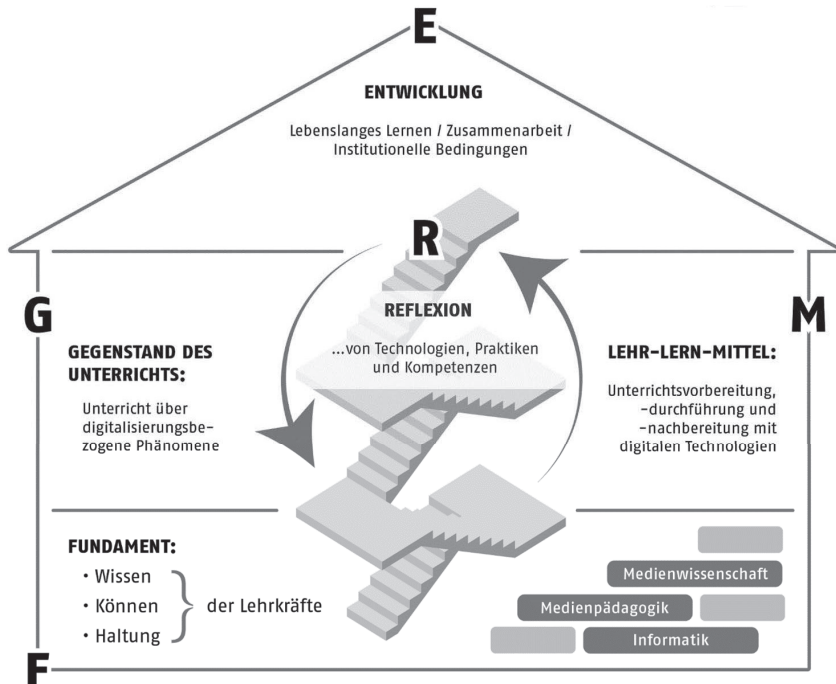 E
ENTWICKLUNG
Lebenslanges Lernen / Zusammenarbeit /
Institutionelle Bedingungen
R
REFLEXION
...von Technologien, Praktiken
und Kompetenzen
G
GEGENSTAND DES
UNTERRICHTS:
Unterricht über
digitalisierungsbe-
zogene Phänomene
M
LEHR-LERN-MITTEL:
Unterrichtsvorbereitung,
-durchführung und
-nachbereitung mit
digitalen Technologien
FUNDAMENT:
• Wissen
• Können
• Haltung
der Lehrkräfte
Medienwissenschaft
Medienpädagogik
Informatik
F